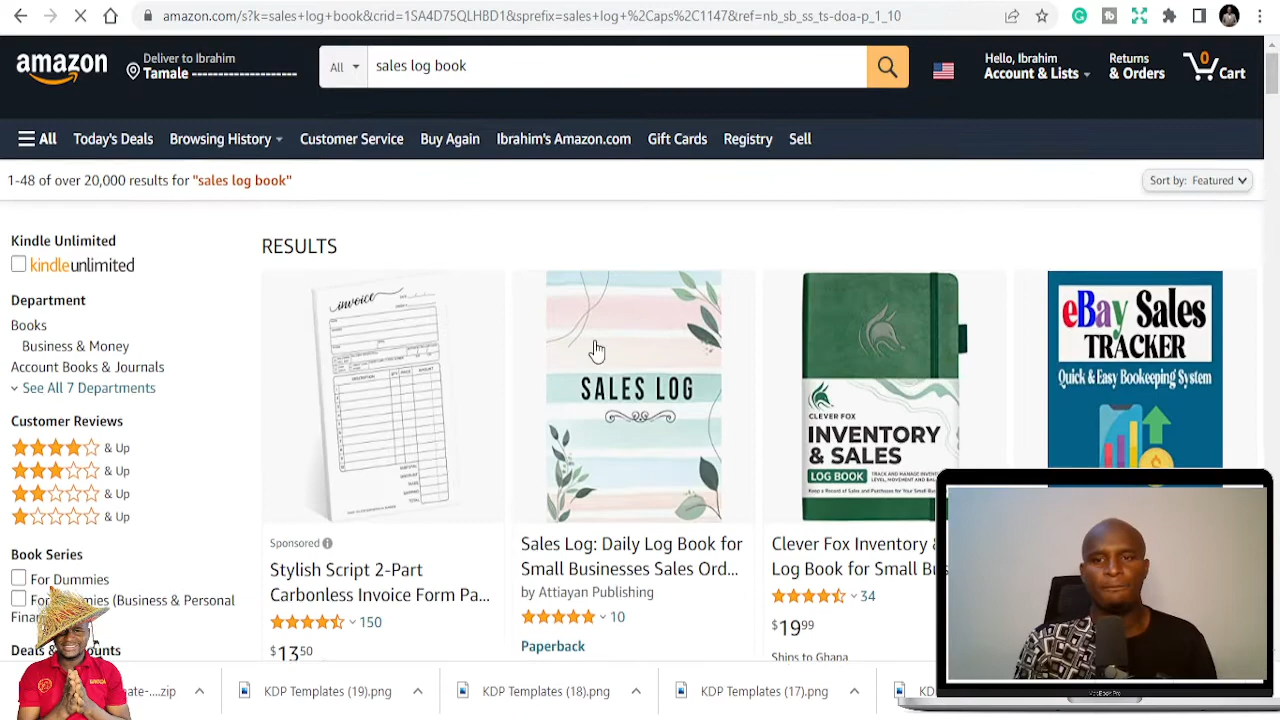 amazon.com/s?k=sales+log+book&crid=1SA4D75QLHBD1&sprefix=sales+log+%2Caps%2C1147&ref=nb_sb_ss_ts-doa-p_1_10
amazon
Deliver to Ibrahim
Tamale
All
sales log book
Hello, Ibrahim
Account & Lists
Returns
& Orders
0
Cart
All
Today's Deals
Browsing History
Customer Service
Buy Again
Ibrahim's Amazon.com
Gift Cards
Registry
Sell
1-48 of over 20,000 results for "sales log book"
Sort by: Featured
Kindle Unlimited
kindleunlimited
Department
Books
Business & Money
Account Books & Journals
See All 7 Departments
Customer Reviews
& Up
& Up
& Up
& Up
Book Series
For Dummies
(Business & Personal
RESULTS
invoice
Sponsored
Stylish Script 2-Part
Carbonless Invoice Form Pa...
150
$1350
SALES LOG
Sales Log: Daily Log Book for
Small Businesses Sales Ord...
by Attiayan Publishing
10
Paperback
CLEVER FOX
INVENTORY
& SALES
LOG BOOK
Clever Fox Inventory
Log Book for Small
34
$1999
Ships to Ghana
eBay Sales
TRACKER
Quick & Easy Bookeeping System
MacBook Pro
.zip
KDP Templates (19).png
KDP Templates (18).png
KDP Templates (17).png